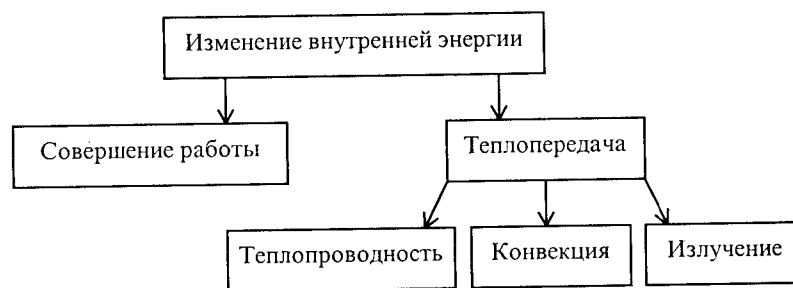 Изменение внутренней энергии
Совершение работы
Теплопередача
Теплопроводность
Конвекция
Излучение